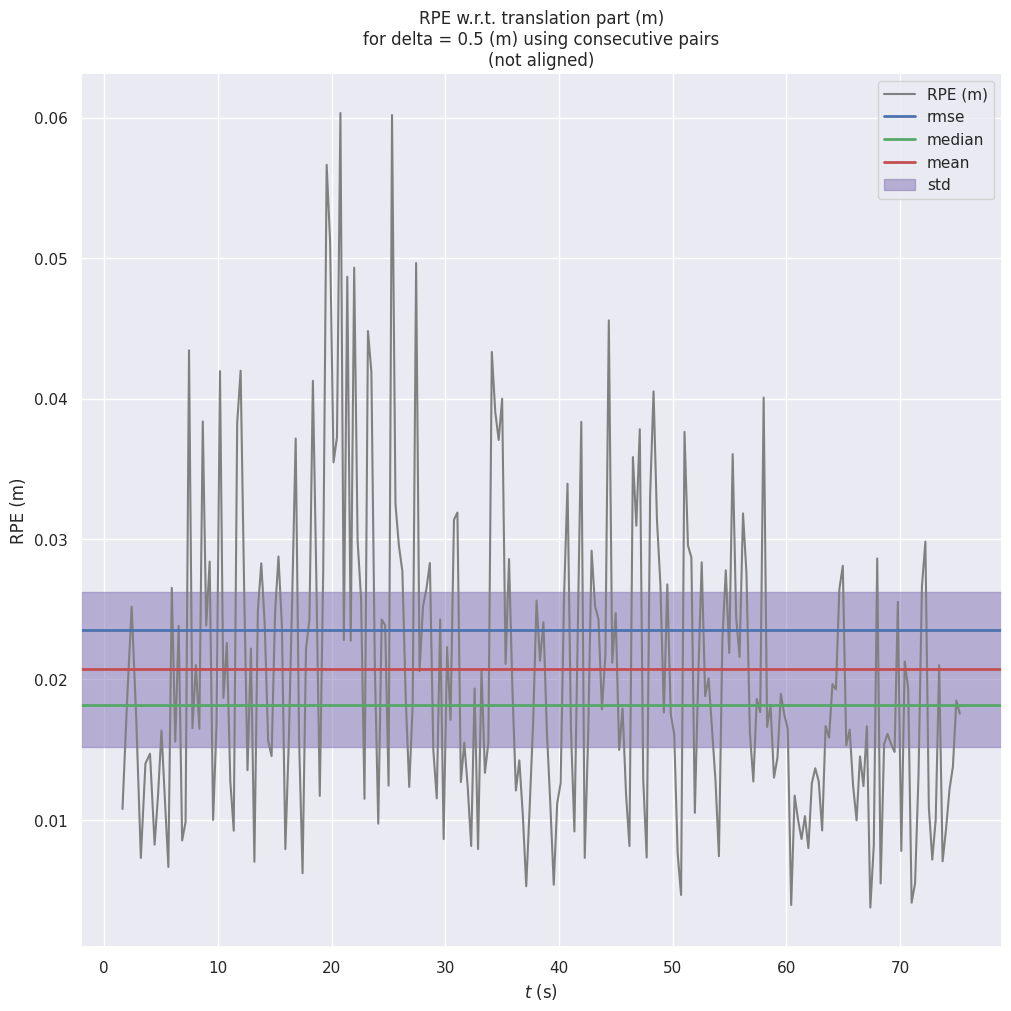 RPE w.r.t. translation part (m)
for delta = 0.5 (m) using consecutive pairs
(not aligned)
RPE (m)
rmse
median
mean
std
0.06
0.05
0.04
0.03
0.02
0.01
RPE (m)
0 10 20 30 40 50 60 70
t (s)